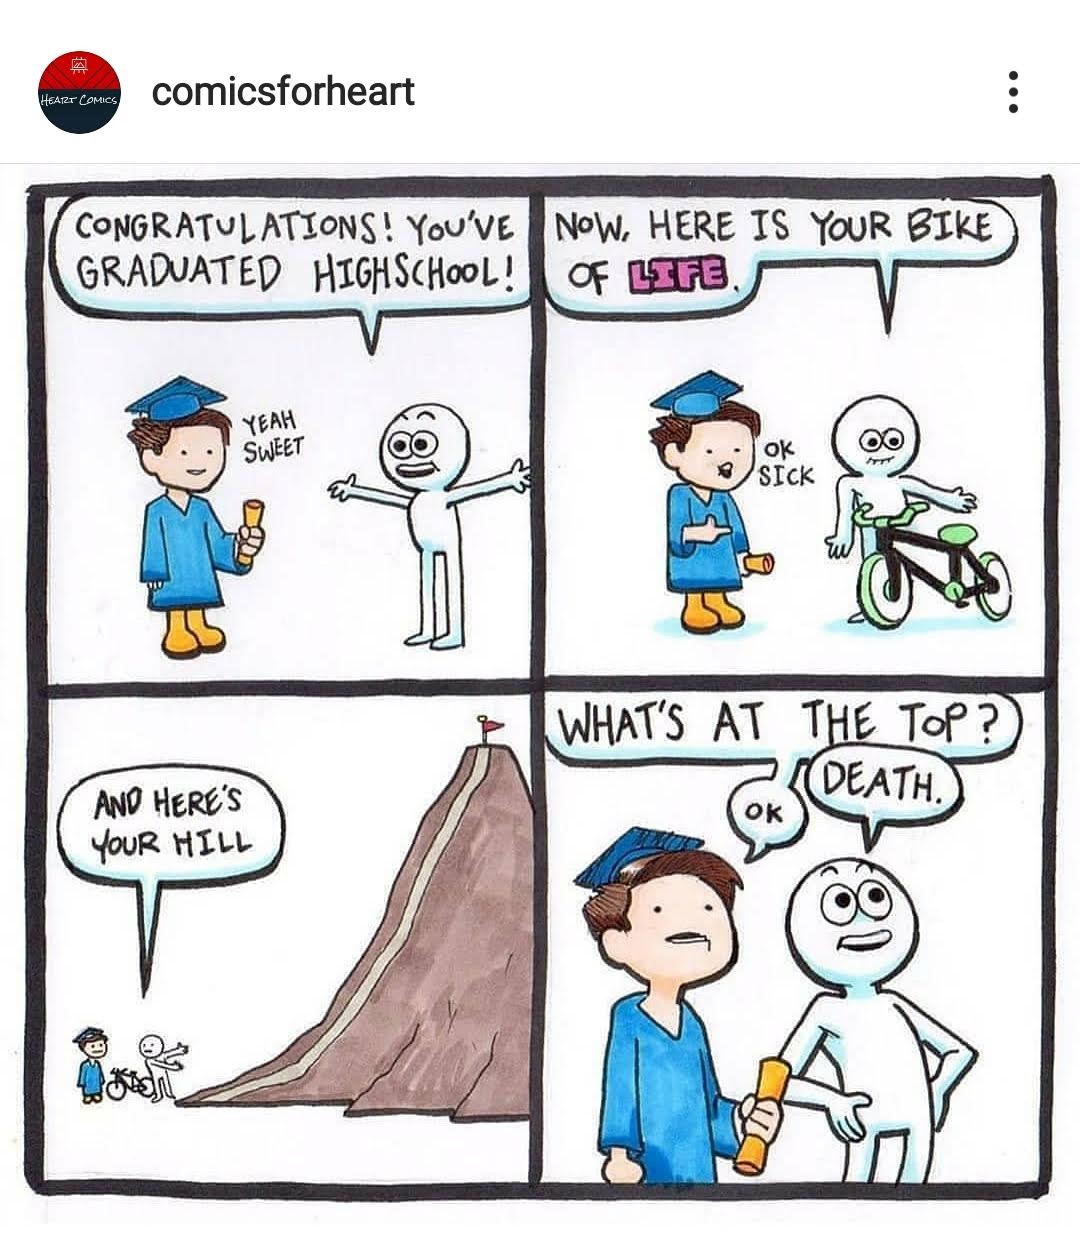 HEART COMICS
comicsforheart
CONGRATULATIONS! YOU'VE
GRADUATED HIGHSCHOOL!
YEAH
SWEET
NOW, HERE IS YOUR BIKE
OF LIFE.
OK
SICK
AND HERE'S
YOUR HILL
WHAT'S AT THE TOP?
DEATH.
OK